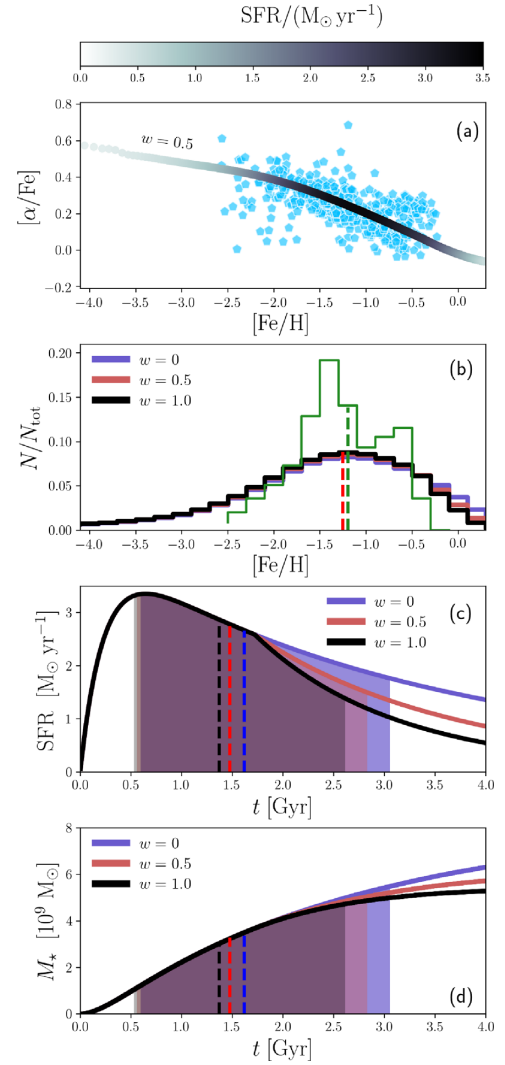 SFR/(M⊙ yr−1)
0.0 0.5 1.0 1.5 2.0 2.5 3.0 3.5
0.8
0.6
0.4
0.2
0.0
−0.2
[α/Fe]
w = 0.5
(a)
−4.0 −3.5 −3.0 −2.5 −2.0 −1.5 −1.0 −0.5 0.0
[Fe/H]
0.20
0.15
0.10
0.05
0.00
N/Ntot
w = 0
w = 0.5
w = 1.0
(b)
−4.0 −3.5 −3.0 −2.5 −2.0 −1.5 −1.0 −0.5 0.0
[Fe/H]
3
2
1
0
SFR [M⊙ yr−1]
w = 0
w = 0.5
w = 1.0
(c)
0.0 0.5 1.0 1.5 2.0 2.5 3.0 3.5 4.0
t [Gyr]
8
6
4
2
0
M⋆ [10⁹ M⊙]
w = 0
w = 0.5
w = 1.0
(d)
0.0 0.5 1.0 1.5 2.0 2.5 3.0 3.5 4.0
t [Gyr]